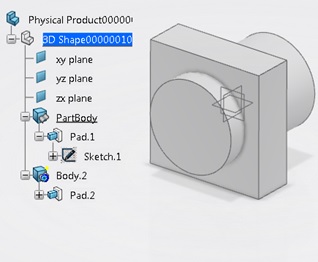 Physical Product00000
3D Shape00000010
xy plane
yz plane
zx plane
PartBody
Pad.1
Sketch.1
Body.2
Pad.2